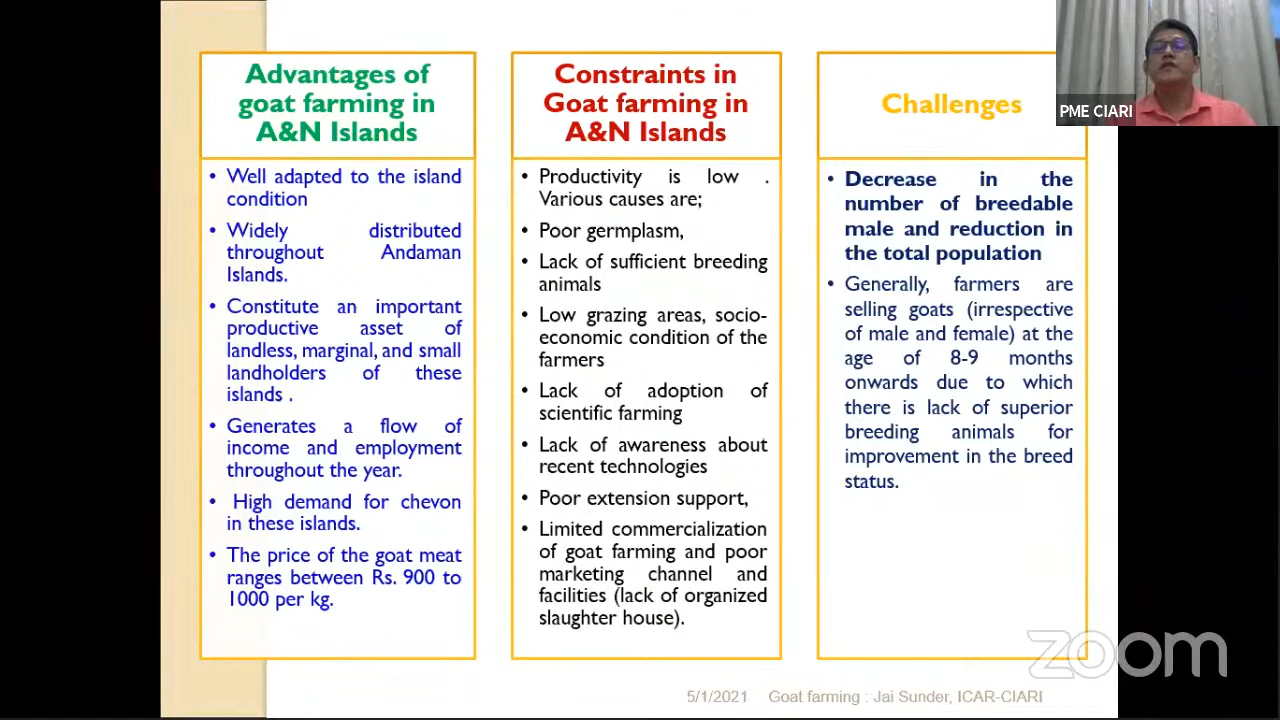 Advantages of
goat farming in
A&N Islands
Well adapted to the island
condition
Widely distributed
throughout Andaman
Islands.
Constitute an important
productive asset of
landless, marginal, and small
landholders of these
islands .
Generates a flow of
income and employment
throughout the year.
High demand for chevon
in these islands.
The price of the goat meat
ranges between Rs. 900 to
1000 per kg.
Constraints in
Goat farming in
A&N Islands
Productivity is low .
Various causes are;
Poor germplasm,
Lack of sufficient breeding
animals
Low grazing areas, socio-
economic condition of the
farmers
Lack of adoption of
scientific farming
Lack of awareness about
recent technologies
Poor extension support,
Limited commercialization
of goat farming and poor
marketing channel and
facilities (lack of organized
slaughter house).
Challenges
Decrease in the
number of breedable
male and reduction in
the total population
Generally, farmers are
selling goats (irrespective
of male and female) at the
age of 8-9 months
onwards due to which
there is lack of superior
breeding animals for
improvement in the breed
status.
PME CIARI
zoom
5/1/2021 Goat farming : Jai Sunder, ICAR-CIARI